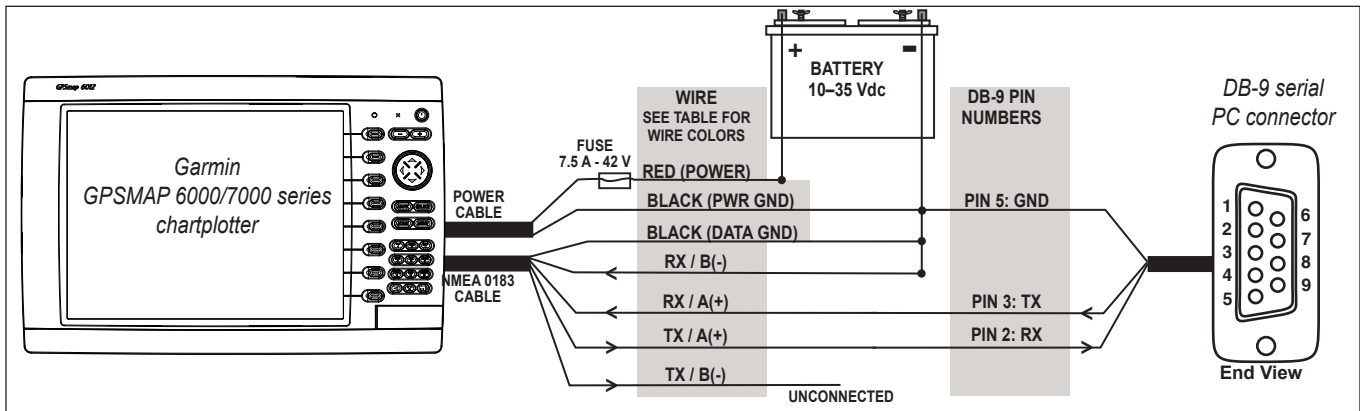 GPSmap 6012
Garmin
GPSMAP 6000/7000 series
chartplotter
POWER
CABLE
NMEA 0183
CABLE
FUSE
7.5 A - 42 V
WIRE
SEE TABLE FOR
WIRE COLORS
RED (POWER)
BLACK (PWR GND)
BLACK (DATA GND)
RX / B(-)
RX / A(+)
TX / A(+)
TX / B(-)
UNCONNECTED
+ -
BATTERY
10–35 Vdc
DB-9 PIN
NUMBERS
PIN 5: GND
PIN 3: TX
PIN 2: RX
DB-9 serial
PC connector
1
2
3
4
5
6
7
8
9
End View